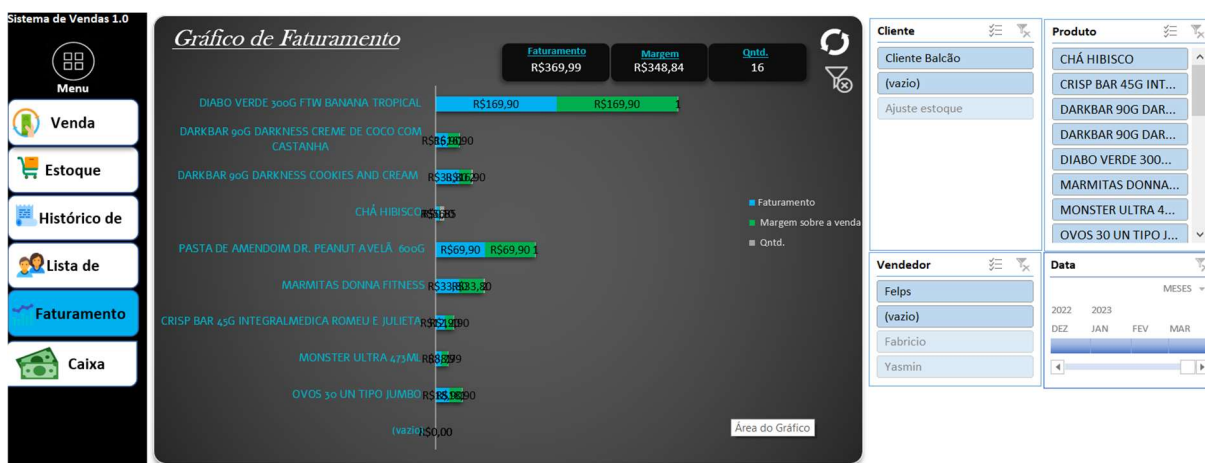 Sistema de Vendas 1.0
Menu
Venda
Estoque
Histórico de
Lista de
Faturamento
Caixa
Gráfico de Faturamento
Faturamento
R$369,99
Margem
R$348,84
Qntd.
16
DIABO VERDE 300G FTW BANANA TROPICAL
R$169,90
R$169,90
1
DARKBAR 90G DARKNESS CREME DE COCO COM
CASTANHA
DARKBAR 90G DARKNESS COOKIES AND CREAM
CHÁ HIBISCO
PASTA DE AMENDOIM DR. PEANUT AVELÃ 600G
R$69,90
R$69,90
1
MARMITAS DONNA FITNESS
CRISP BAR 45G INTEGRALMEDICA ROMEU E JULIETA
MONSTER ULTRA 473ML
OVOS 30 UN TIPO JUMBO
(vazio)
R$0,00
Faturamento
Margem sobre a venda
Qntd.
Área do Gráfico
Cliente
Cliente Balcão
(vazio)
Ajuste estoque
Produto
CHÁ HIBISCO
CRISP BAR 45G INT...
DARKBAR 90G DAR...
DARKBAR 90G DAR...
DIABO VERDE 300...
MARMITAS DONNA...
MONSTER ULTRA 4...
OVOS 30 UN TIPO J...
Vendedor
Felps
(vazio)
Fabricio
Yasmin
Data
MESES
2022 2023
DEZ JAN FEV MAR